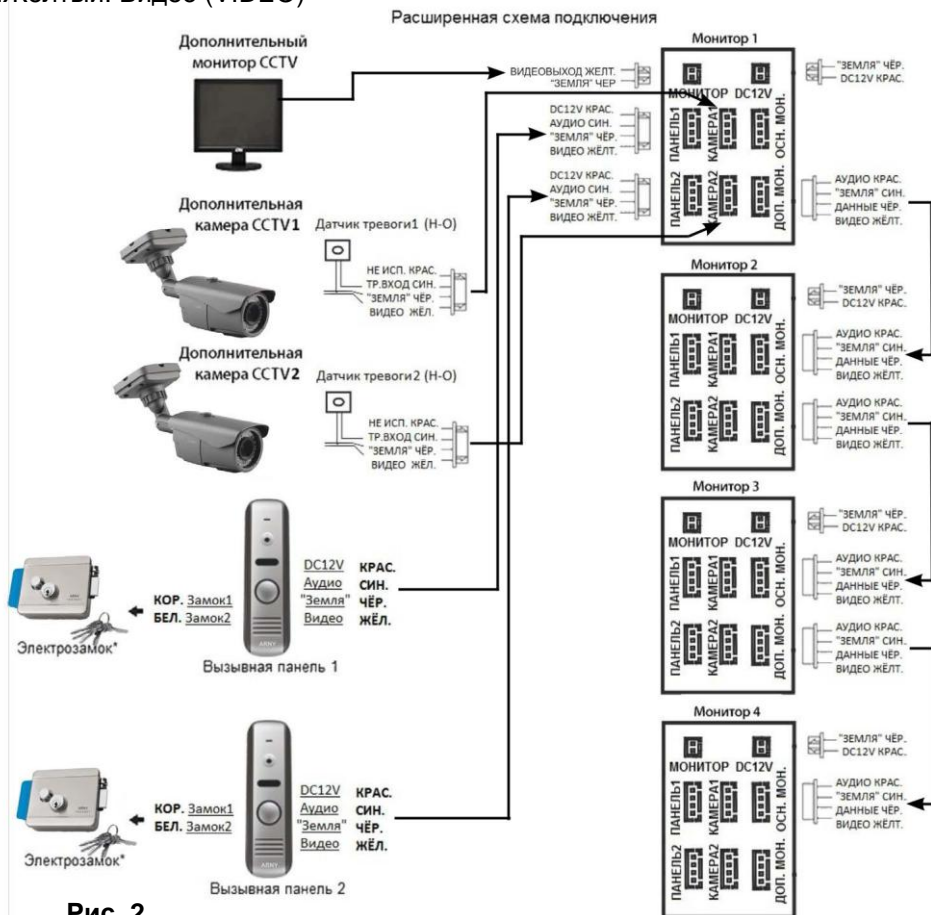 Жёлтый: Видео (VIDEO)
Расширенная схема подключения
Дополнительный
монитор CCTV
Монитор 1
ВИДЕОВЫХОД ЖЕЛТ.
"ЗЕМЛЯ" ЧЕР
МОНИТОР DC12V
"ЗЕМЛЯ" ЧЁР.
DC12V КРАС.
DC12V КРАС.
АУДИО СИН.
"ЗЕМЛЯ" ЧЁР.
ВИДЕО ЖЁЛТ.
ПАНЕЛЬ1
КАМЕРА1
ОСН. МОН.
DC12V КРАС.
АУДИО СИН.
"ЗЕМЛЯ" ЧЁР.
ВИДЕО ЖЁЛТ.
ПАНЕЛЬ2
КАМЕРА2
ДОП. МОН.
АУДИО КРАС.
"ЗЕМЛЯ" СИН.
ДАННЫЕ ЧЁР.
ВИДЕО ЖЁЛТ.
Дополнительная
камера CCTV1
Датчик тревоги1 (Н-О)
НЕ ИСП. КРАС.
ТР.ВХОД СИН.
"ЗЕМЛЯ" ЧЁР.
ВИДЕО ЖЁЛ.
Монитор 2
МОНИТОР DC12V
"ЗЕМЛЯ" ЧЁР.
DC12V КРАС.
ПАНЕЛЬ1
КАМЕРА1
ОСН. МОН.
АУДИО КРАС.
"ЗЕМЛЯ" СИН.
ДАННЫЕ ЧЁР.
ВИДЕО ЖЁЛТ.
ПАНЕЛЬ2
КАМЕРА2
ДОП. МОН.
АУДИО КРАС.
"ЗЕМЛЯ" СИН.
ДАННЫЕ ЧЁР.
ВИДЕО ЖЁЛТ.
Дополнительная
камера CCTV2
Датчик тревоги2 (Н-О)
НЕ ИСП. КРАС.
ТР.ВХОД СИН.
"ЗЕМЛЯ" ЧЁР.
ВИДЕО ЖЁЛ.
Монитор 3
МОНИТОР DC12V
"ЗЕМЛЯ" ЧЁР.
DC12V КРАС.
ПАНЕЛЬ1
КАМЕРА1
ОСН. МОН.
АУДИО КРАС.
"ЗЕМЛЯ" СИН.
ДАННЫЕ ЧЁР.
ВИДЕО ЖЁЛТ.
ПАНЕЛЬ2
КАМЕРА2
ДОП. МОН.
АУДИО КРАС.
"ЗЕМЛЯ" СИН.
ДАННЫЕ ЧЁР.
ВИДЕО ЖЁЛТ.
DC12V КРАС.
Аудио СИН.
"Земля" ЧЁР.
Видео ЖЁЛ.
КОР. Замок1
БЕЛ. Замок2
Электрозамок*
ARNY
Вызывная панель 1
Монитор 4
МОНИТОР DC12V
"ЗЕМЛЯ" ЧЁР.
DC12V КРАС.
ПАНЕЛЬ1
КАМЕРА1
ОСН. МОН.
АУДИО КРАС.
"ЗЕМЛЯ" СИН.
ДАННЫЕ ЧЁР.
ВИДЕО ЖЁЛТ.
ПАНЕЛЬ2
КАМЕРА2
ДОП. МОН.
DC12V КРАС.
Аудио СИН.
"Земля" ЧЁР.
Видео ЖЁЛ.
КОР. Замок1
БЕЛ. Замок2
Электрозамок*
ARNY
Вызывная панель 2
Рис. 2